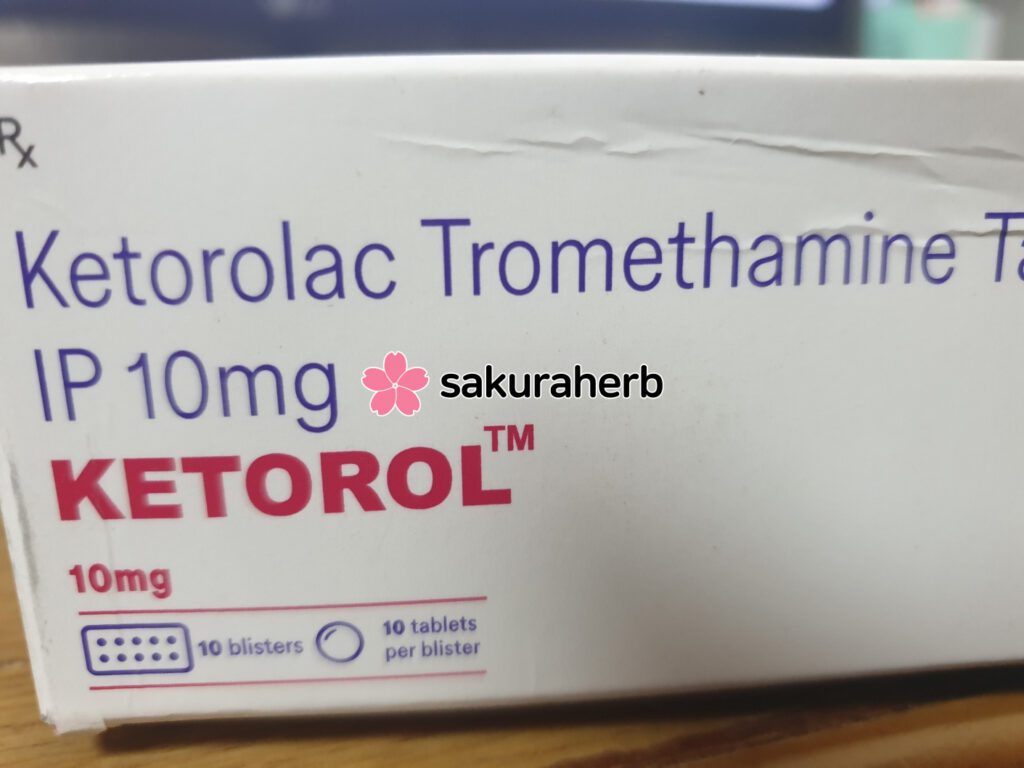 Rx
Ketorolac Tromethamine
IP 10mg
sakuraherb
KETOROL™
10mg
10 blisters
10 tablets
per blister